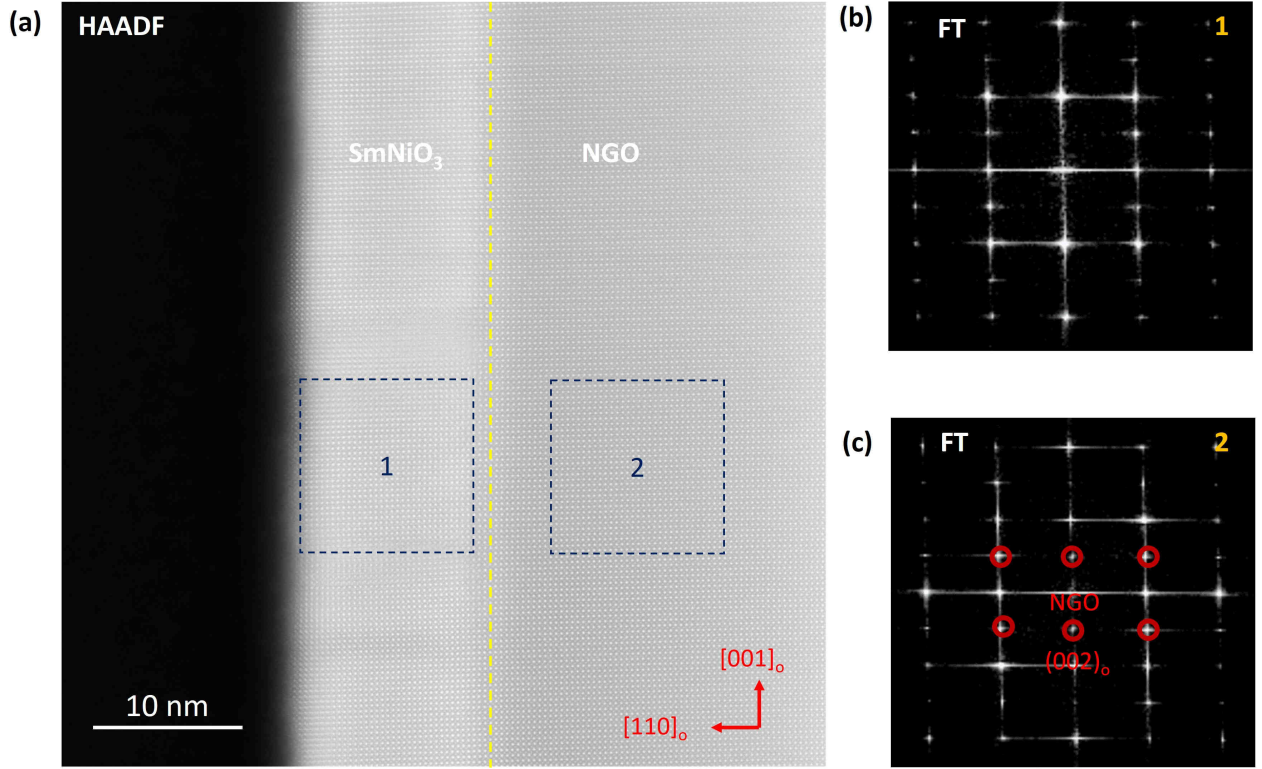 (a)
HAADF
SmNiO₃
NGO
1
2
[001]ₒ
[110]ₒ
10 nm
(b)
FT
1
(c)
FT
2
NGO
(002)ₒ